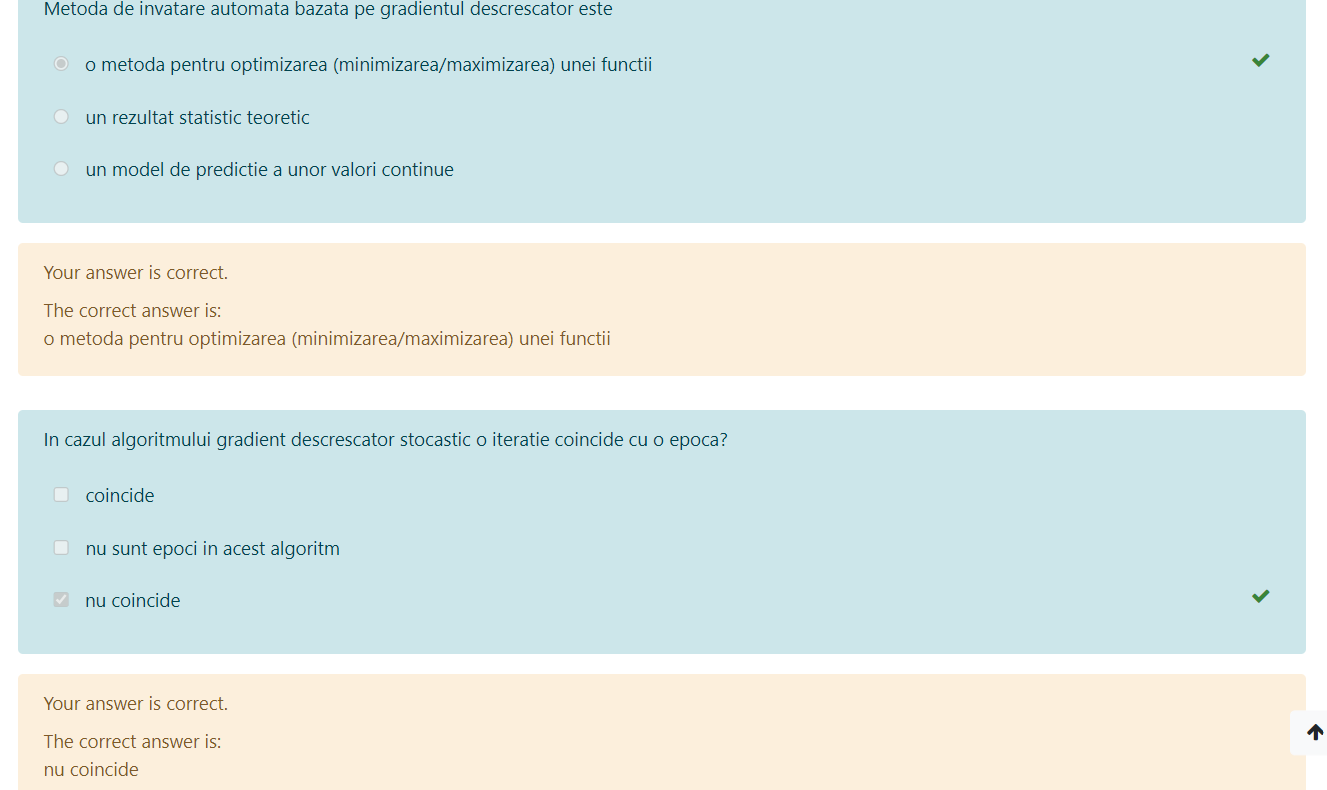 Metoda de invatare automata bazata pe gradientul descrescator este
o metoda pentru optimizarea (minimizarea/maximizarea) unei functii
un rezultat statistic teoretic
un model de predictie a unor valori continue
Your answer is correct.
The correct answer is:
o metoda pentru optimizarea (minimizarea/maximizarea) unei functii
In cazul algoritmului gradient descrescator stocastic o iteratie coincide cu o epoca?
coincide
nu sunt epoci in acest algoritm
nu coincide
Your answer is correct.
The correct answer is:
nu coincide